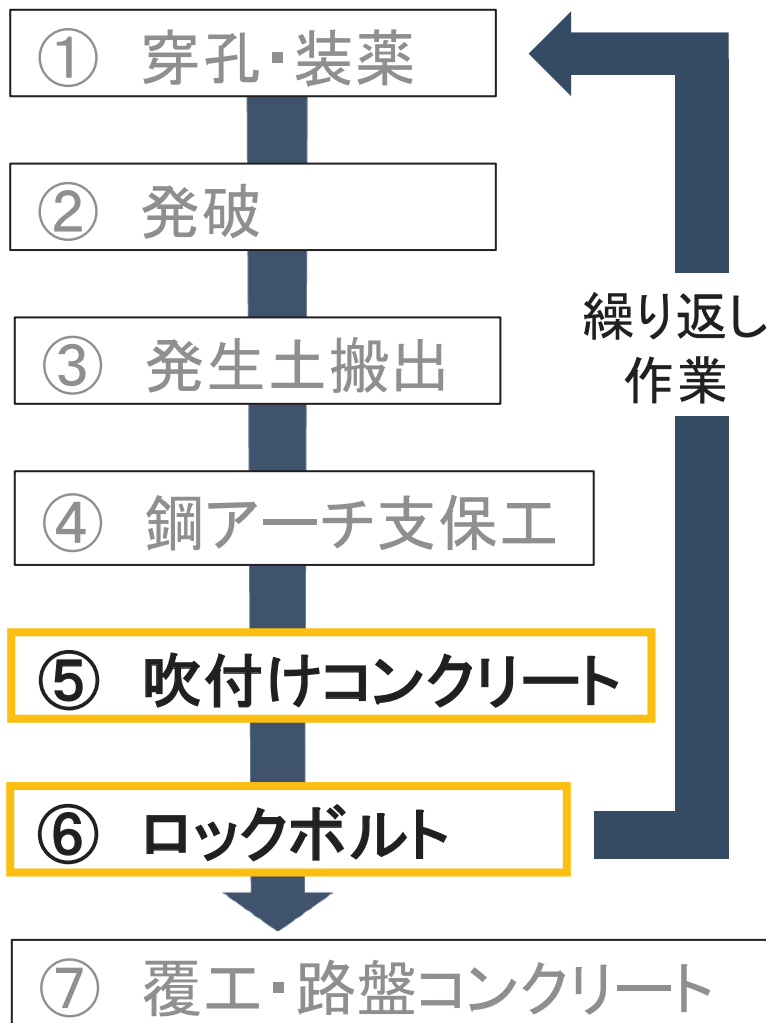 ① 穿孔・装薬
② 発破
③ 発生土搬出
繰り返し
作業
④ 鋼アーチ支保工
⑤ 吹付けコンクリート
⑥ ロックボルト
⑦ 覆工・路盤コンクリート